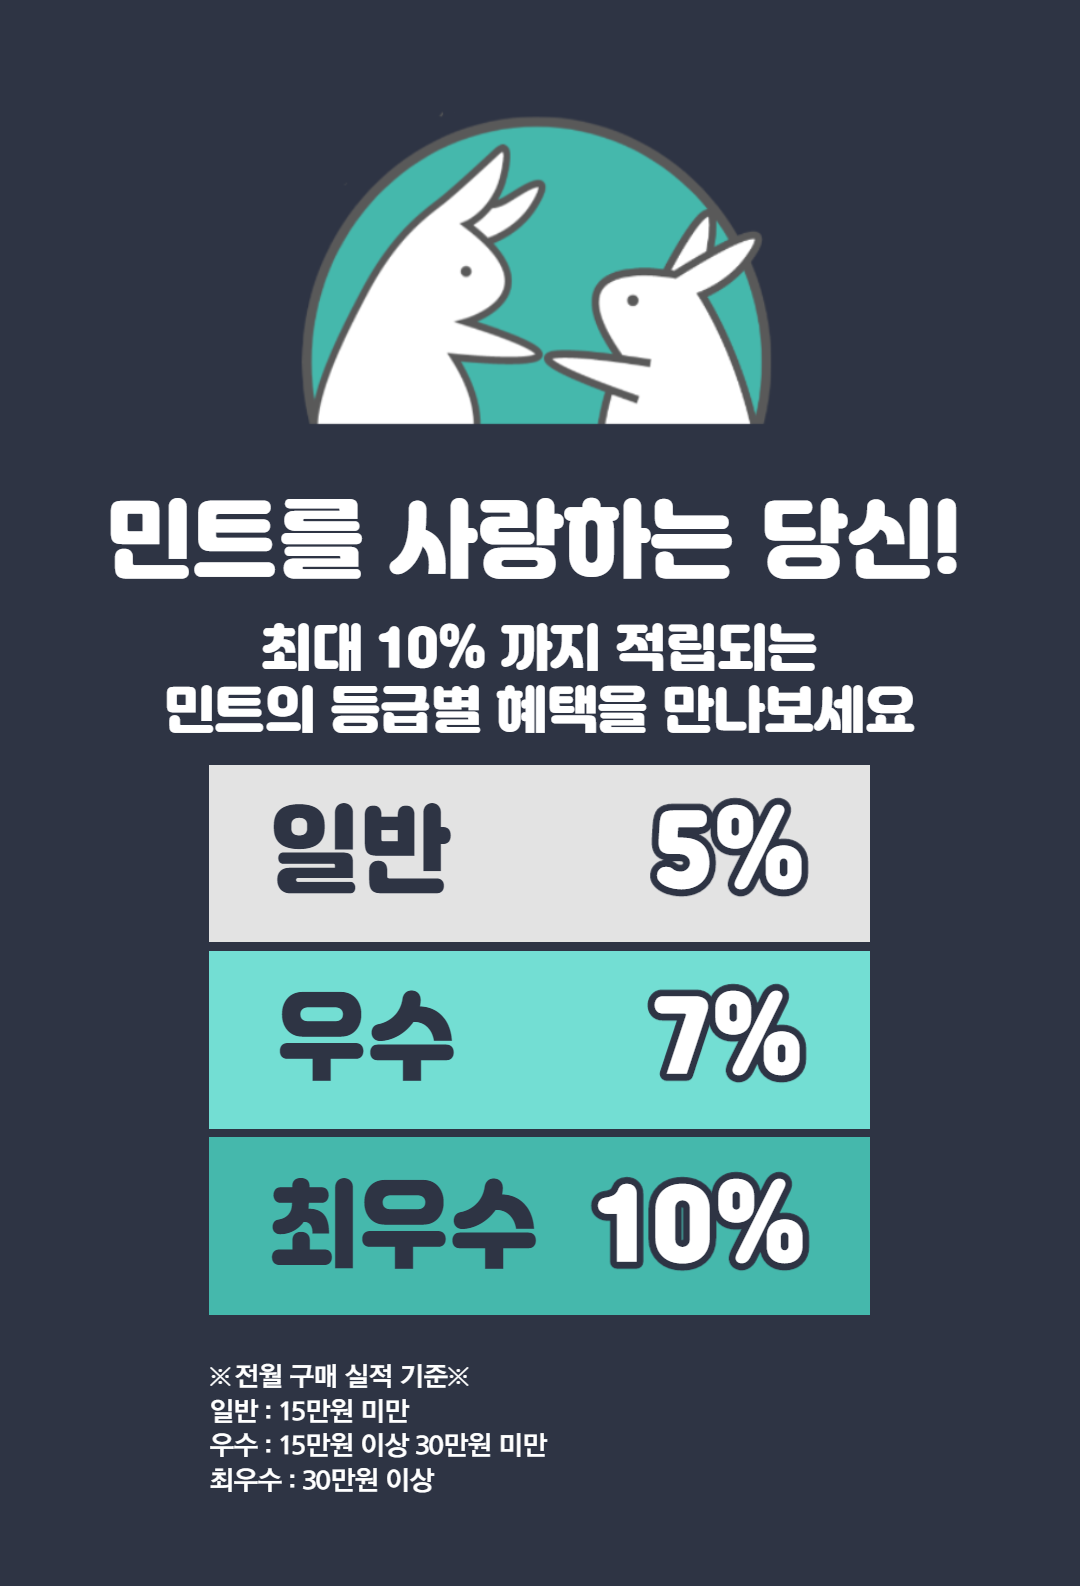 민트를 사랑하는 당신!
최대 10% 까지 적립되는
민트의 등급별 혜택을 만나보세요
일반 5%
우수 7%
최우수 10%
※전월 구매 실적 기준※
일반 : 15만원 미만
우수 : 15만원 이상 30만원 미만
최우수 : 30만원 이상